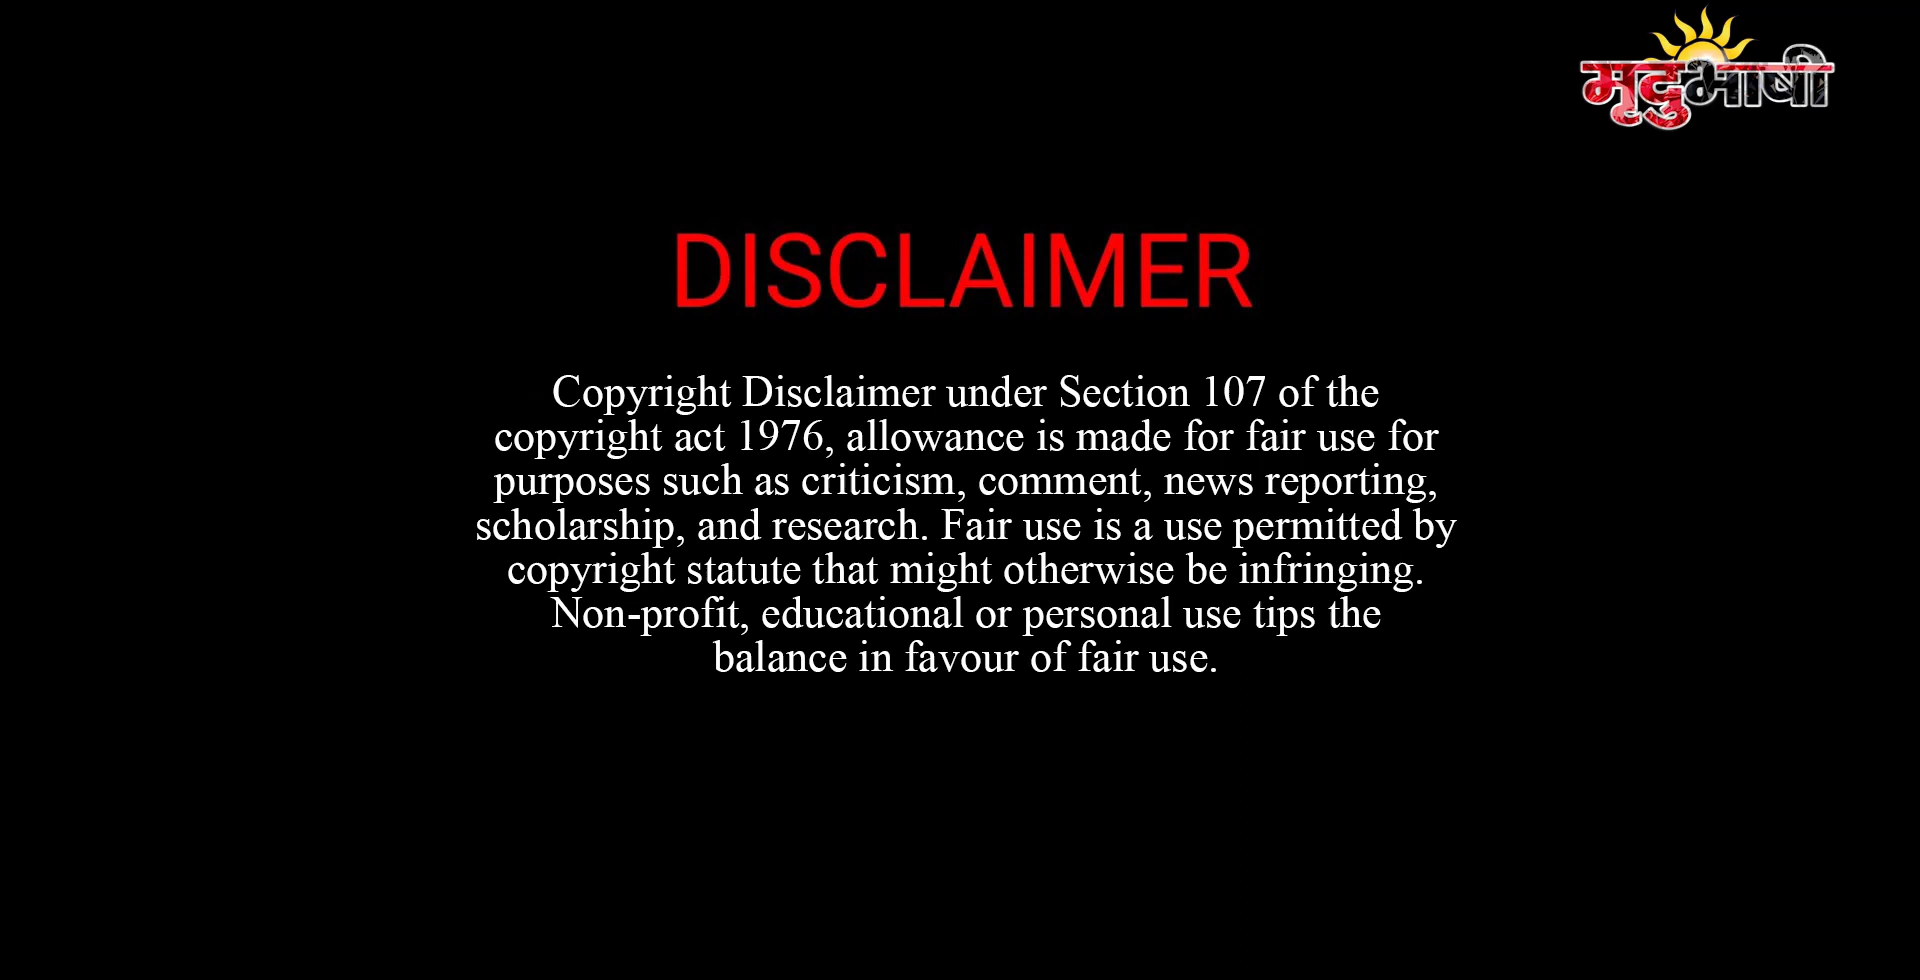 मृदुभाषी
DISCLAIMER
Copyright Disclaimer under Section 107 of the
copyright act 1976, allowance is made for fair use for
purposes such as criticism, comment, news reporting,
scholarship, and research. Fair use is a use permitted by
copyright statute that might otherwise be infringing.
Non-profit, educational or personal use tips the
balance in favour of fair use.